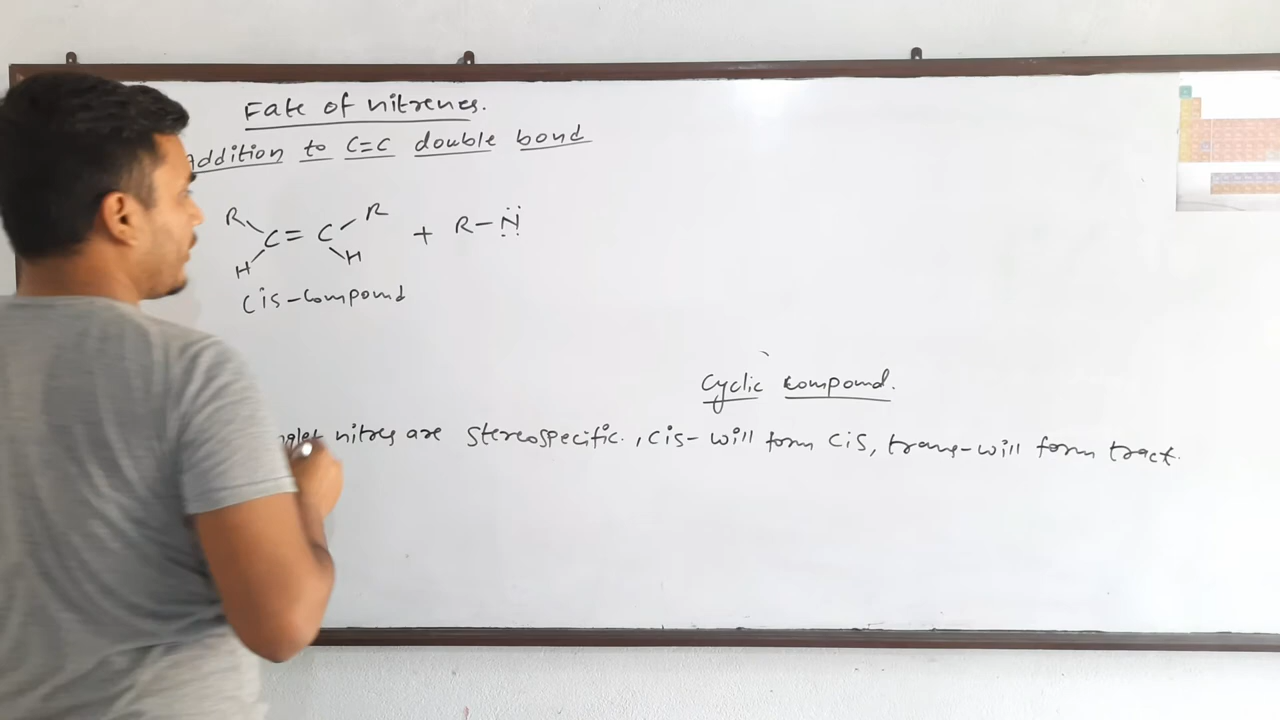 Fate of nitrenes.
Addition to C=C double bond
R R
C = C + R-N
H H
Cis-compound
Cyclic compound.
nitres are stereospecific., cis- will form cis, trans-will form tract.